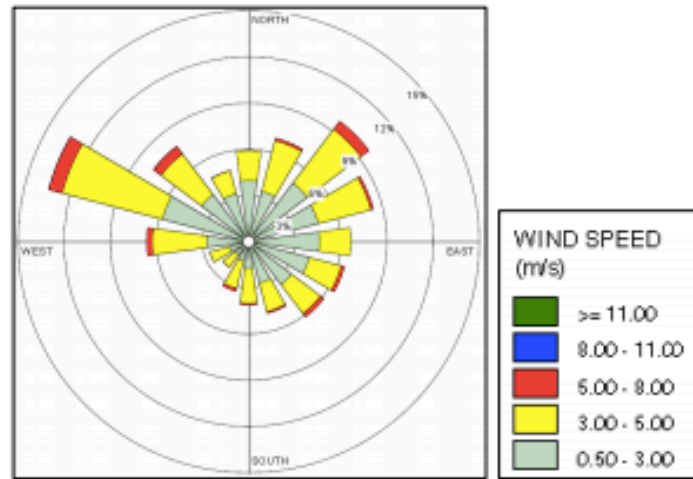 NORTH
15%
12%
9%
6%
3%
WEST
EAST
SOUTH
WIND SPEED
(m/s)
>= 11.00
8.00 - 11.00
5.00 - 8.00
3.00 - 5.00
0.50 - 3.00